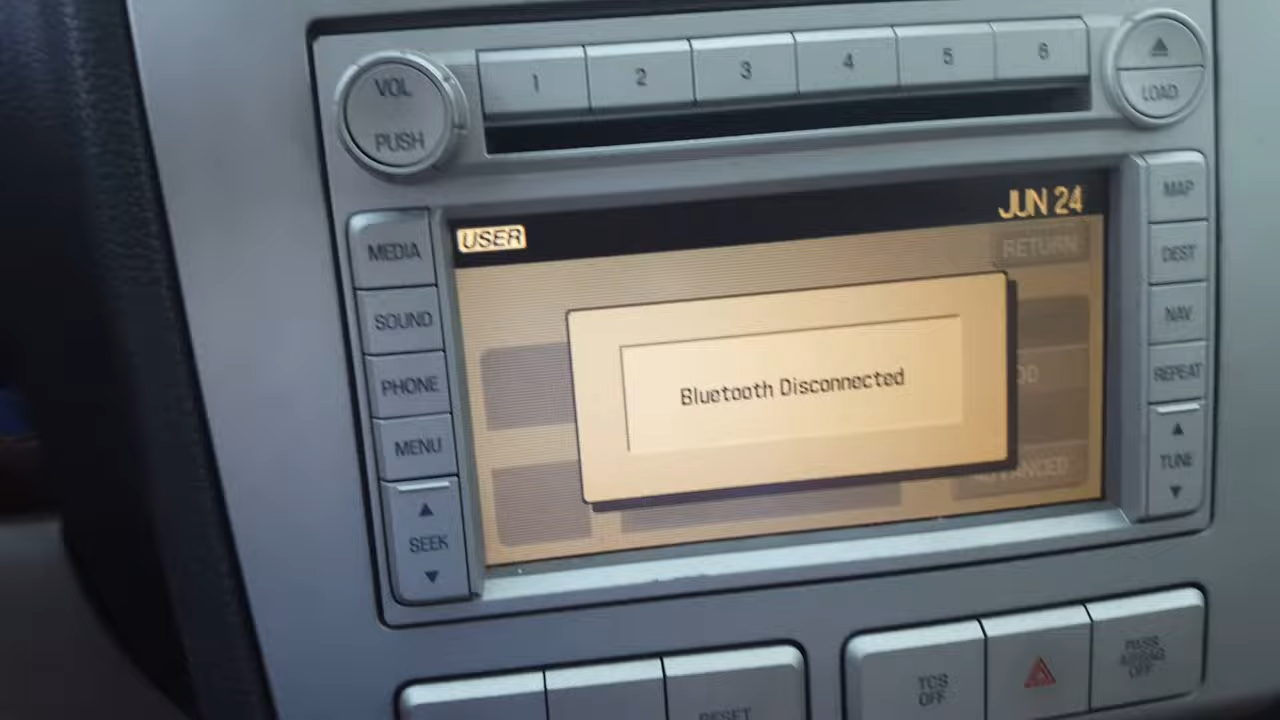 VOL
PUSH
1 2 3 4 5 6
LOAD
MEDIA
SOUND
PHONE
MENU
SEEK
USER
JUN 24
RETURN
Bluetooth Disconnected
ADVANCED
MAP
DEST
NAV
REPEAT
TUNE
RESET
TCS
OFF
PASS
AIRBAG
OFF